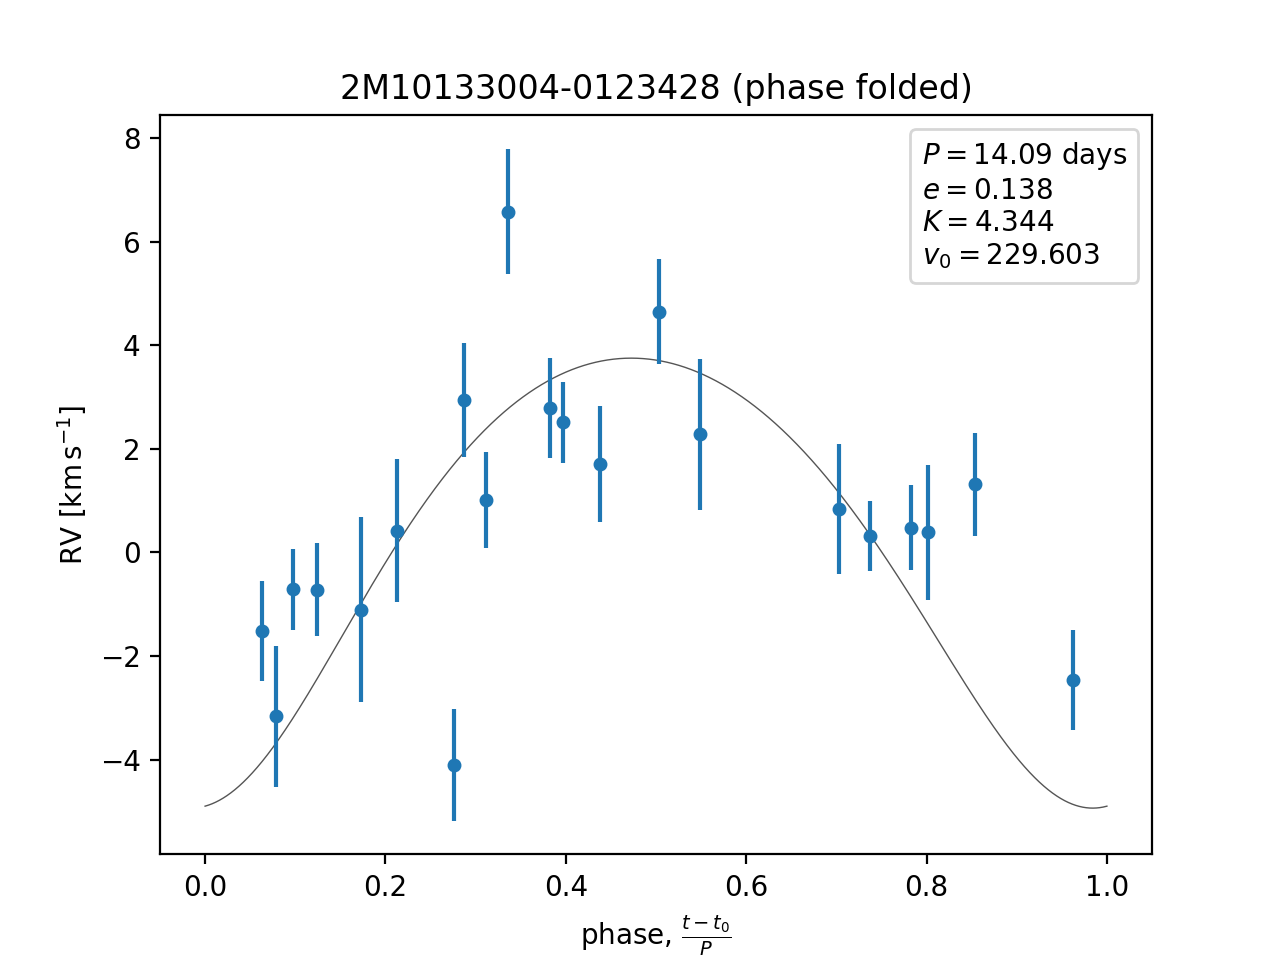 2M10133004-0123428 (phase folded)
P = 14.09 days
e = 0.138
K = 4.344
v₀ = 229.603
8
6
4
2
0
−2
−4
RV [km s⁻¹]
0.0 0.2 0.4 0.6 0.8 1.0
phase, (t − t₀)/P